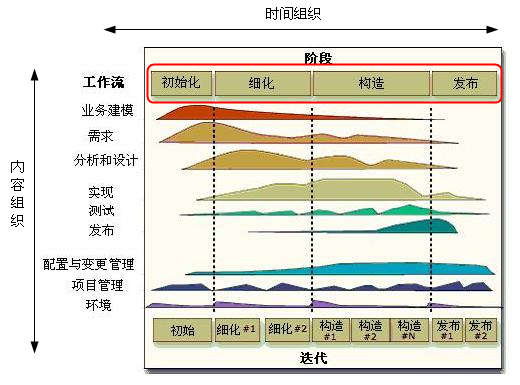 时间组织
阶段
工作流
初始化
细化
构造
发布
业务建模
需求
分析和设计
实现
测试
发布
配置与变更管理
项目管理
环境
内容组织
初始
细化#1
细化#2
构造#1
构造#2
构造#N
发布#1
发布#2
迭代